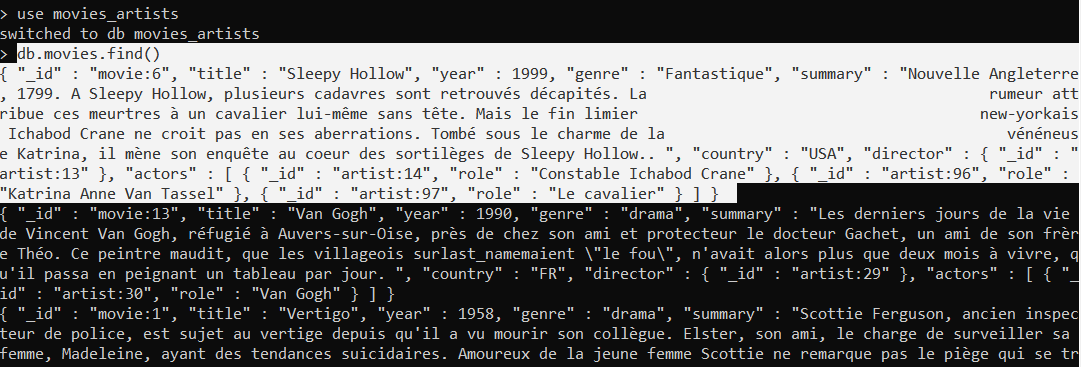 > use movies_artists
switched to db movies_artists
> db.movies.find()
{ "_id" : "movie:6", "title" : "Sleepy Hollow", "year" : 1999, "genre" : "Fantastique", "summary" : "Nouvelle Angleterre
, 1799. A Sleepy Hollow, plusieurs cadavres sont retrouvés décapités. La rumeur att
ribue ces meurtres à un cavalier lui-même sans tête. Mais le fin limier new-yorkais
Ichabod Crane ne croit pas en ses aberrations. Tombé sous le charme de la vénéneus
e Katrina, il mène son enquête au coeur des sortilèges de Sleepy Hollow.. ", "country" : "USA", "director" : { "_id" : "
artist:13" }, "actors" : [ { "_id" : "artist:14", "role" : "Constable Ichabod Crane" }, { "_id" : "artist:96", "role" :
"Katrina Anne Van Tassel" }, { "_id" : "artist:97", "role" : "Le cavalier" } ] }
{ "_id" : "movie:13", "title" : "Van Gogh", "year" : 1990, "genre" : "drama", "summary" : "Les derniers jours de la vie
de Vincent Van Gogh, réfugié à Auvers-sur-Oise, près de chez son ami et protecteur le docteur Gachet, un ami de son frèr
e Théo. Ce peintre maudit, que les villageois surlast_namemaient \"le fou\", n'avait alors plus que deux mois à vivre, q
u'il passa en peignant un tableau par jour. ", "country" : "FR", "director" : { "_id" : "artist:29" }, "actors" : [ { "_
id" : "artist:30", "role" : "Van Gogh" } ] }
{ "_id" : "movie:1", "title" : "Vertigo", "year" : 1958, "genre" : "drama", "summary" : "Scottie Ferguson, ancien inspec
teur de police, est sujet au vertige depuis qu'il a vu mourir son collègue. Elster, son ami, le charge de surveiller sa
femme, Madeleine, ayant des tendances suicidaires. Amoureux de la jeune femme Scottie ne remarque pas le piège qui se tr